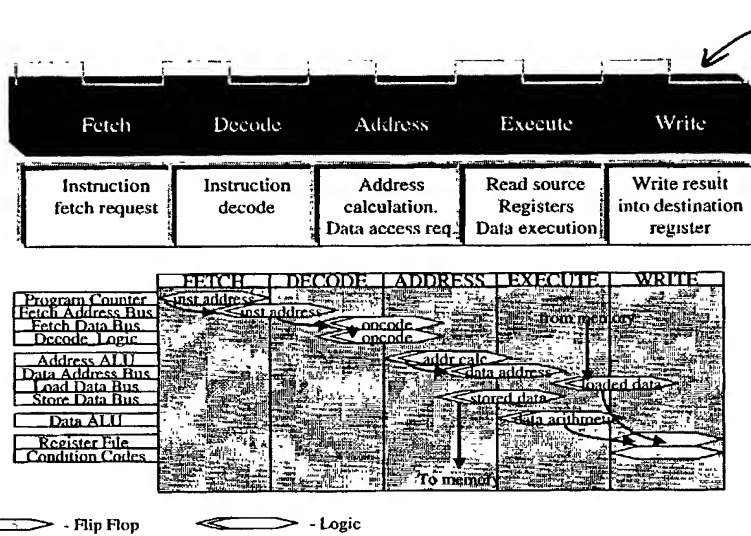 Fetch Decode Address Execute Write
Instruction fetch request
Instruction decode
Address calculation. Data access req.
Read source Registers Data execution
Write result into destination register
FETCH DECODE ADDRESS EXECUTE WRITE
Program Counter
Fetch Address Bus
Fetch Data Bus
Decode Logic
Address ALU
Data Address Bus
Load Data Bus
Store Data Bus
Data ALU
Register File
Condition Codes
inst address
inst address
opcode
opcode
from memory
addr calc
data address
loaded data
stored data
data arithmetic
To memory
- Flip Flop
- Logic